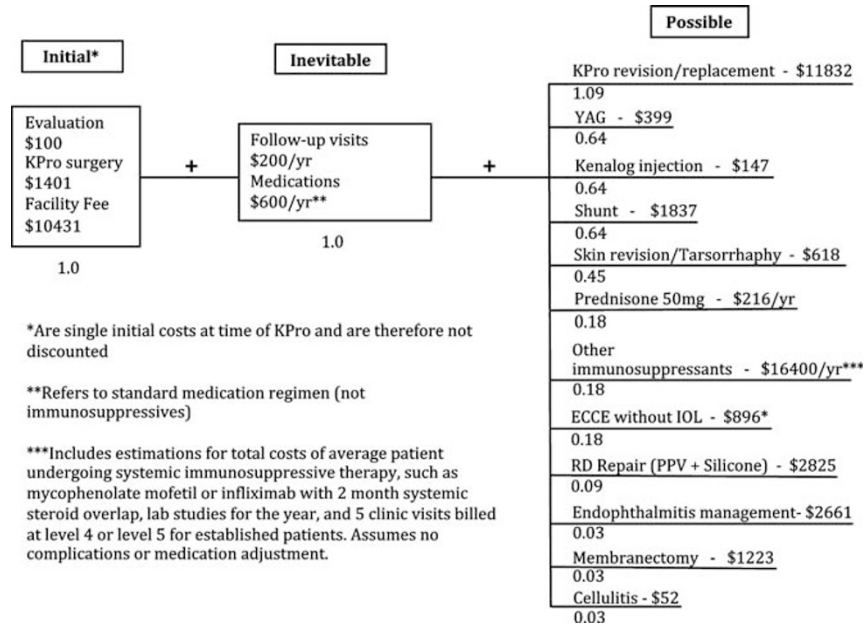 Initial*
Evaluation
$100
KPro surgery
$1401
Facility Fee
$10431
1.0
+
Inevitable
Follow-up visits
$200/yr
Medications
$600/yr**
1.0
+
Possible
KPro revision/replacement - $11832
1.09
YAG - $399
0.64
Kenalog injection - $147
0.64
Shunt - $1837
0.64
Skin revision/Tarsorrhaphy - $618
0.45
Prednisone 50mg - $216/yr
0.18
Other
immunosuppressants - $16400/yr***
0.18
ECCE without IOL - $896*
0.18
RD Repair (PPV + Silicone) - $2825
0.09
Endophthalmitis management- $2661
0.03
Membranectomy - $1223
0.03
Cellulitis - $52
0.03
*Are single initial costs at time of KPro and are therefore not
discounted
**Refers to standard medication regimen (not
immunosuppressives)
***Includes estimations for total costs of average patient
undergoing systemic immunosuppressive therapy, such as
mycophenolate mofetil or infliximab with 2 month systemic
steroid overlap, lab studies for the year, and 5 clinic visits billed
at level 4 or level 5 for established patients. Assumes no
complications or medication adjustment.